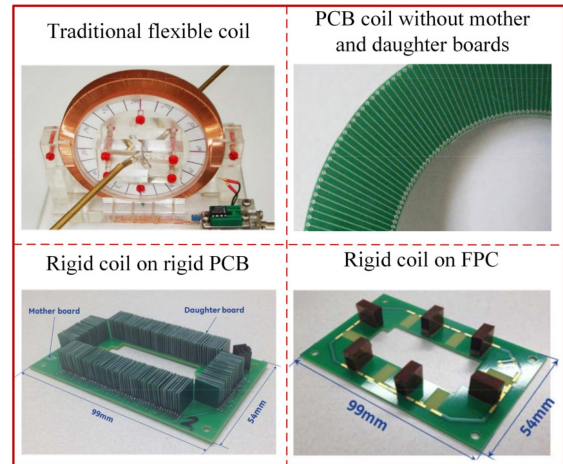 Traditional flexible coil
PCB coil without mother
and daughter boards
Rigid coil on rigid PCB
Rigid coil on FPC
Mother board
Daughter board
99mm
54mm
2
99mm
54mm